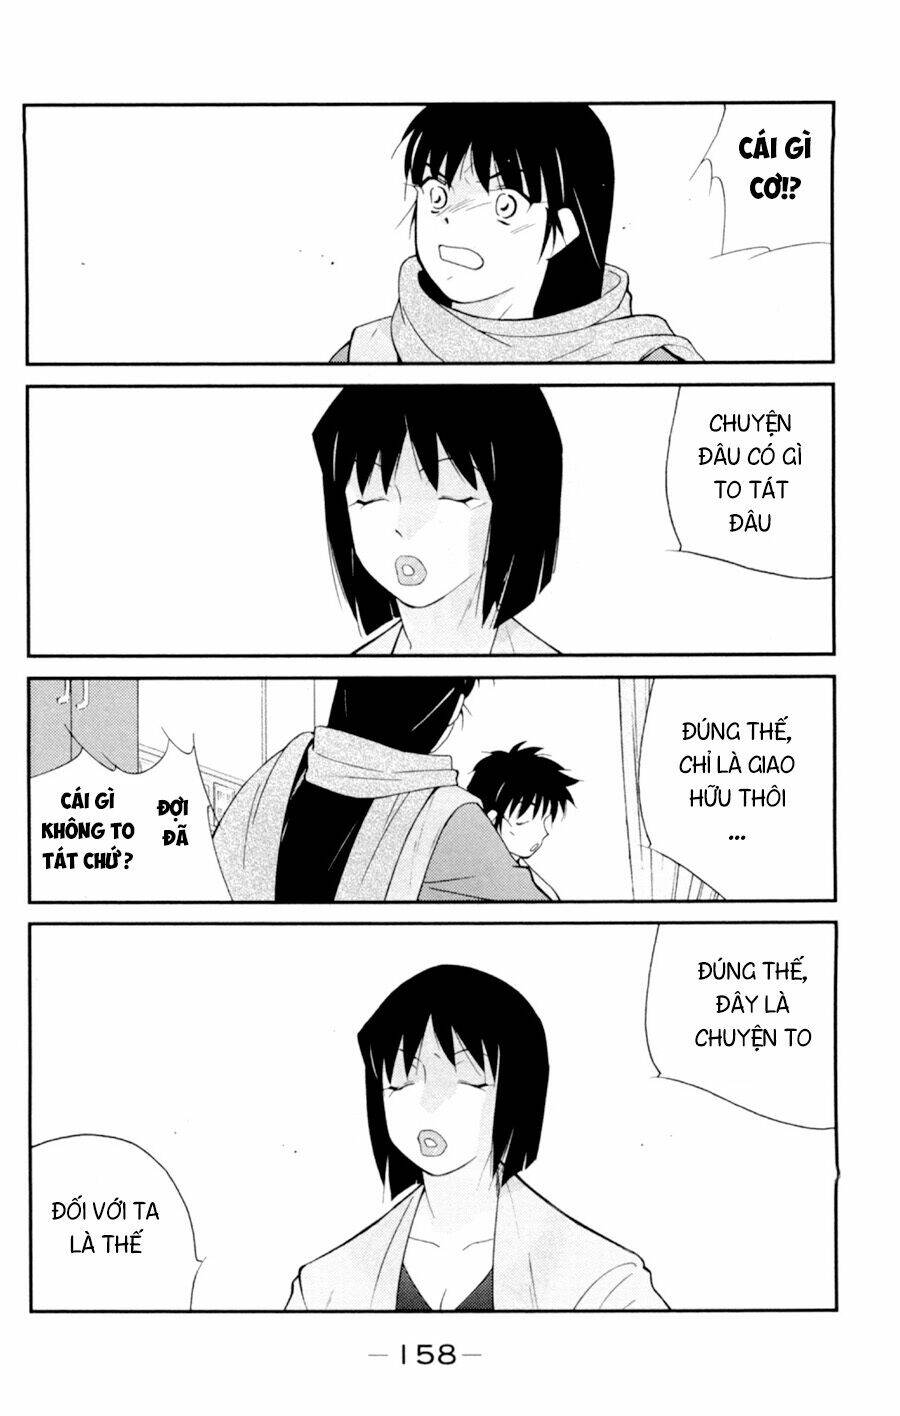 CÁI GÌ
CƠ!?
CHUYỆN
ĐÂU CÓ GÌ
TO TÁT
ĐÂU
ĐÚNG THẾ,
CHỈ LÀ GIAO
HỮU THÔI
...
ĐỢI
ĐÃ
CÁI GÌ
KHÔNG TO
TÁT CHỨ?
ĐÚNG THẾ,
ĐÂY LÀ
CHUYỆN TO
ĐỐI VỚI TA
LÀ THẾ
—158—